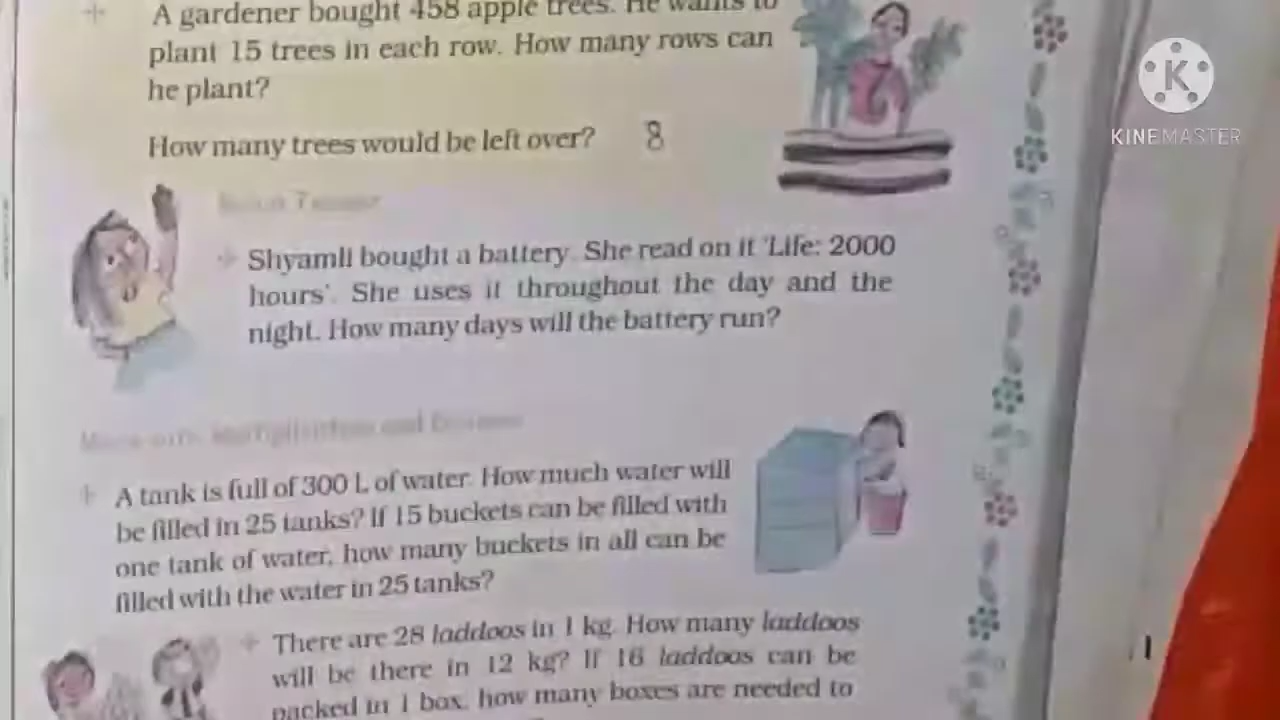 A gardener bought 458 apple trees. He wants to
plant 15 trees in each row. How many rows can
he plant?
How many trees would be left over? 8
Shyamli bought a battery. She read on it 'Life: 2000
hours'. She uses it throughout the day and the
night. How many days will the battery run?
Multiplication and
A tank is full of 300 L of water. How much water will
be filled in 25 tanks? If 15 buckets can be filled with
one tank of water, how many buckets in all can be
filled with the water in 25 tanks?
There are 28 laddoos in 1 kg. How many laddoos
will be there in 12 kg? If 16 laddoos can be
packed in 1 box, how many boxes are needed to
K
KINEMASTER